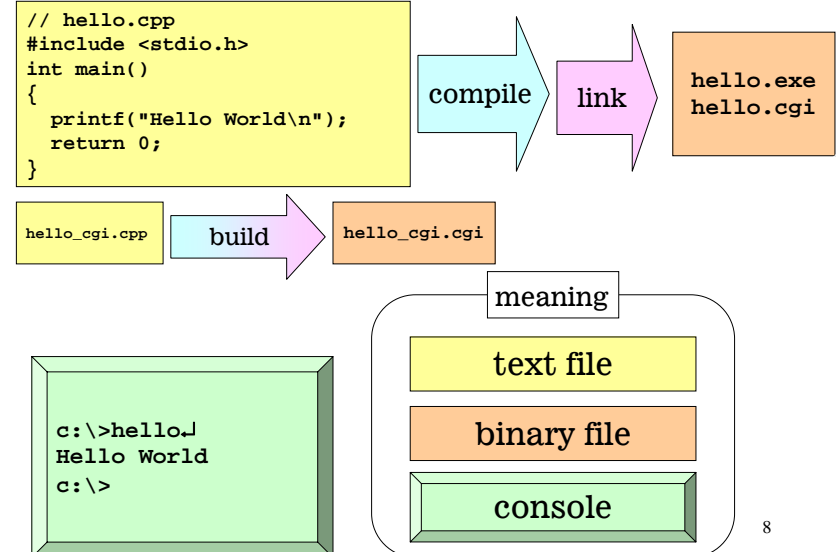 // hello.cpp
#include <stdio.h>
int main()
{
  printf("Hello World\n");
  return 0;
}
compile
link
hello.exe
hello.cgi
hello_cgi.cpp
build
hello_cgi.cgi
meaning
text file
binary file
console
c:\>hello↵
Hello World
c:\>
8